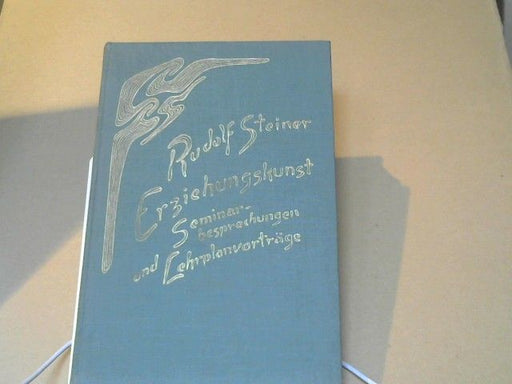 Rudolf Steiner
Erziehungskunst
Seminar-
besprechungen
und Lehrplanvorträge